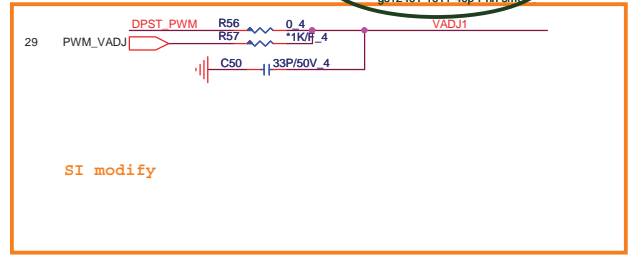 DPST_PWM R56 0_4 VADJ1
29 PWM_VADJ R57 *1K/F_4
C50 33P/50V_4
SI modify